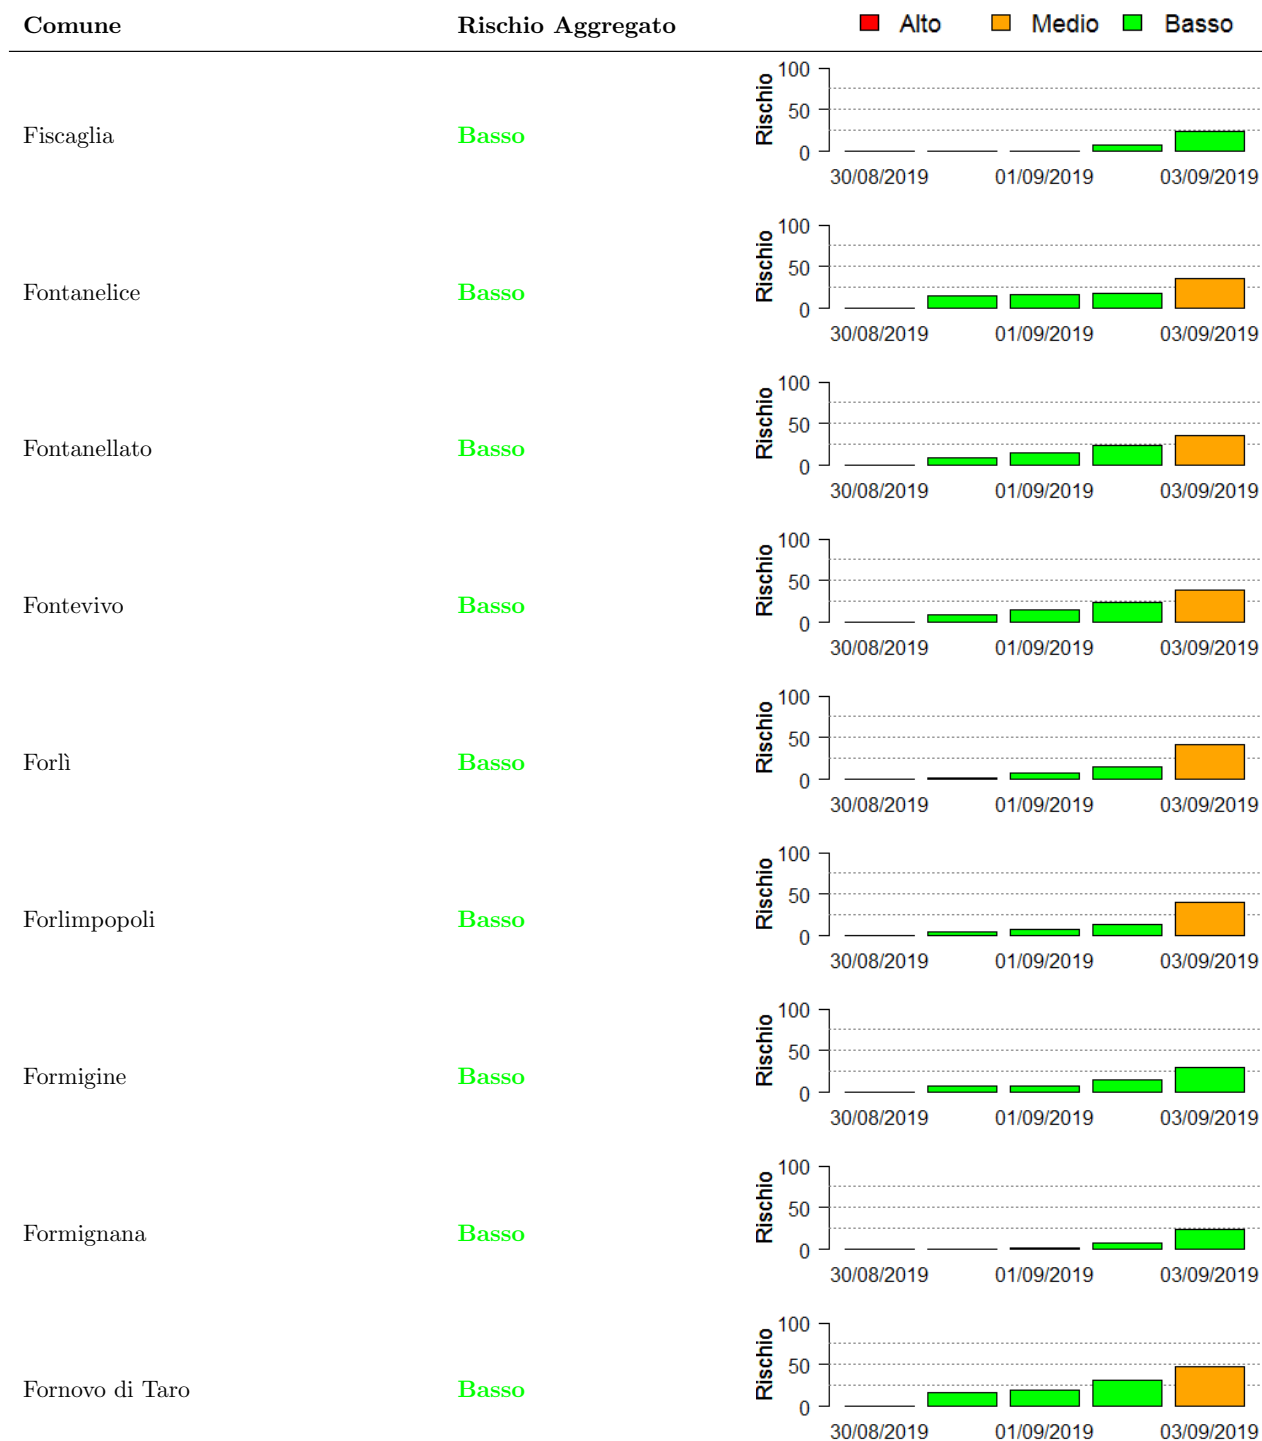 Comune Rischio Aggregato Alto Medio Basso
Fiscaglia Basso
Rischio
100
50
0
30/08/2019 01/09/2019 03/09/2019
Fontanelice Basso
Rischio
100
50
0
30/08/2019 01/09/2019 03/09/2019
Fontanellato Basso
Rischio
100
50
0
30/08/2019 01/09/2019 03/09/2019
Fontevivo Basso
Rischio
100
50
0
30/08/2019 01/09/2019 03/09/2019
Forlì Basso
Rischio
100
50
0
30/08/2019 01/09/2019 03/09/2019
Forlimpopoli Basso
Rischio
100
50
0
30/08/2019 01/09/2019 03/09/2019
Formigine Basso
Rischio
100
50
0
30/08/2019 01/09/2019 03/09/2019
Formignana Basso
Rischio
100
50
0
30/08/2019 01/09/2019 03/09/2019
Fornovo di Taro Basso
Rischio
100
50
0
30/08/2019 01/09/2019 03/09/2019